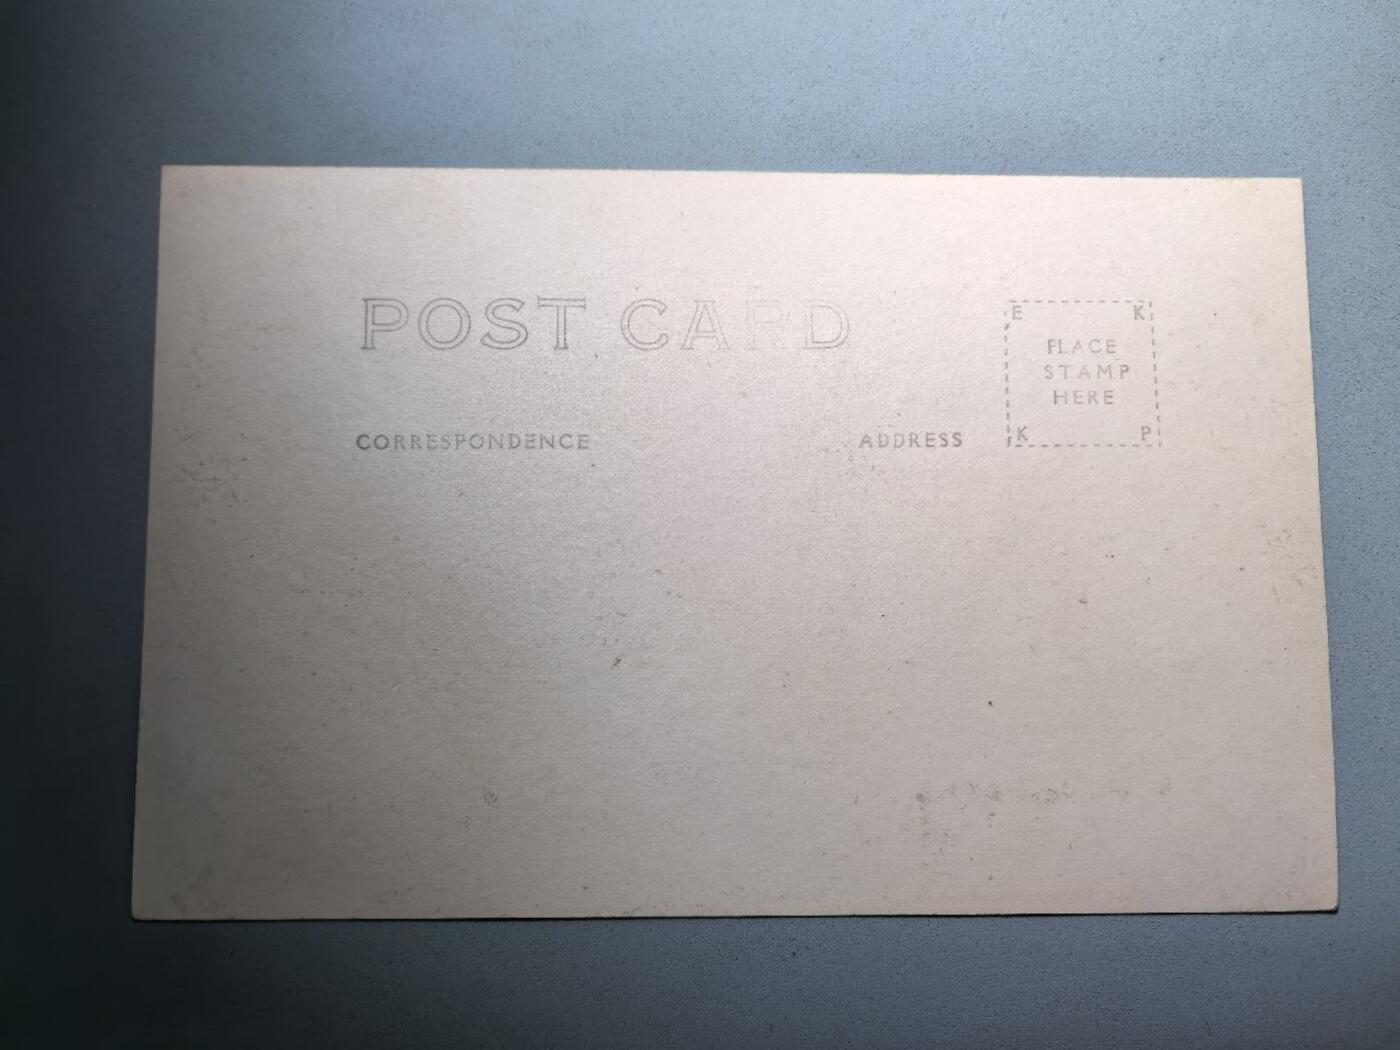 POST CARD
E K
PLACE
STAMP
HERE
K P
CORRESPONDENCE
ADDRESS